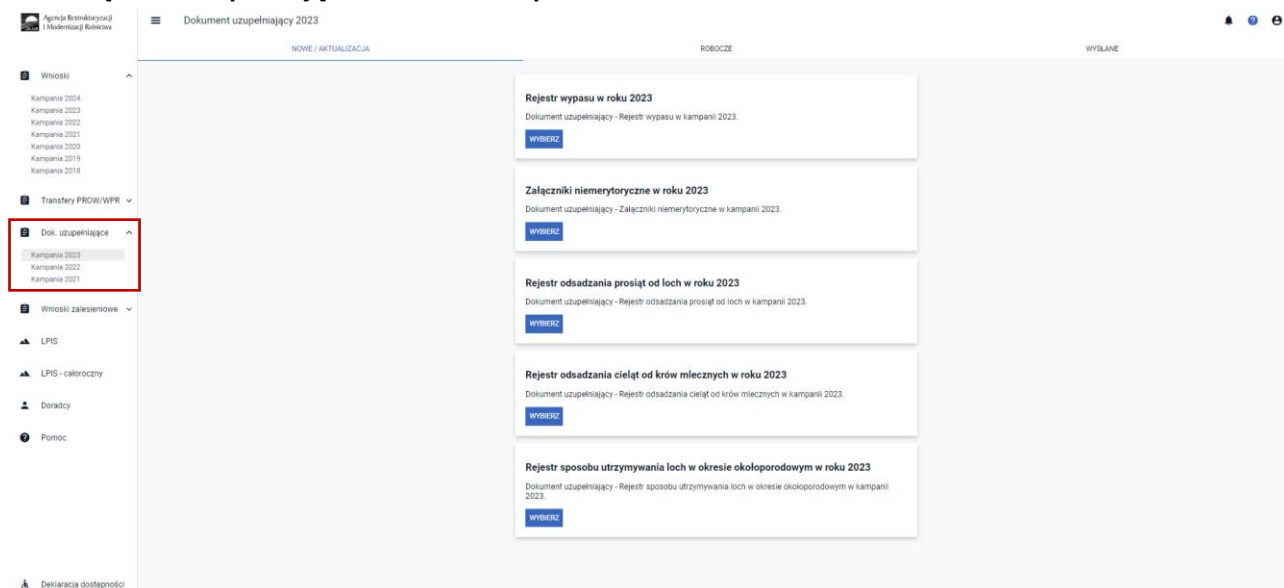 Agencja Restrukturyzacji
i Modernizacji Rolnictwa
Dokument uzupełniający 2023
NOWE / AKTUALIZACJA
ROBOCZE
WYSŁANE
Wnioski
Kampania 2024
Kampania 2023
Kampania 2022
Kampania 2021
Kampania 2020
Kampania 2019
Kampania 2018
Transfery PROW/WPR
Dok. uzupełniające
Kampania 2023
Kampania 2022
Kampania 2021
Wnioski zalesieniowe
LPIS
LPIS - całoroczny
Doradcy
Pomoc
Deklaracja dostępności
Rejestr wypasu w roku 2023
Dokument uzupełniający - Rejestr wypasu w kampanii 2023.
WYBIERZ
Załączniki niemerytoryczne w roku 2023
Dokument uzupełniający - Załączniki niemerytoryczne w kampanii 2023.
WYBIERZ
Rejestr odsadzania prosiąt od loch w roku 2023
Dokument uzupełniający - Rejestr odsadzania prosiąt od loch w kampanii 2023.
WYBIERZ
Rejestr odsadzania cieląt od krów mlecznych w roku 2023
Dokument uzupełniający - Rejestr odsadzania cieląt od krów mlecznych w kampanii 2023.
WYBIERZ
Rejestr sposobu utrzymywania loch w okresie okołoporodowym w roku 2023
Dokument uzupełniający - Rejestr sposobu utrzymywania loch w okresie okołoporodowym w kampanii
2023.
WYBIERZ